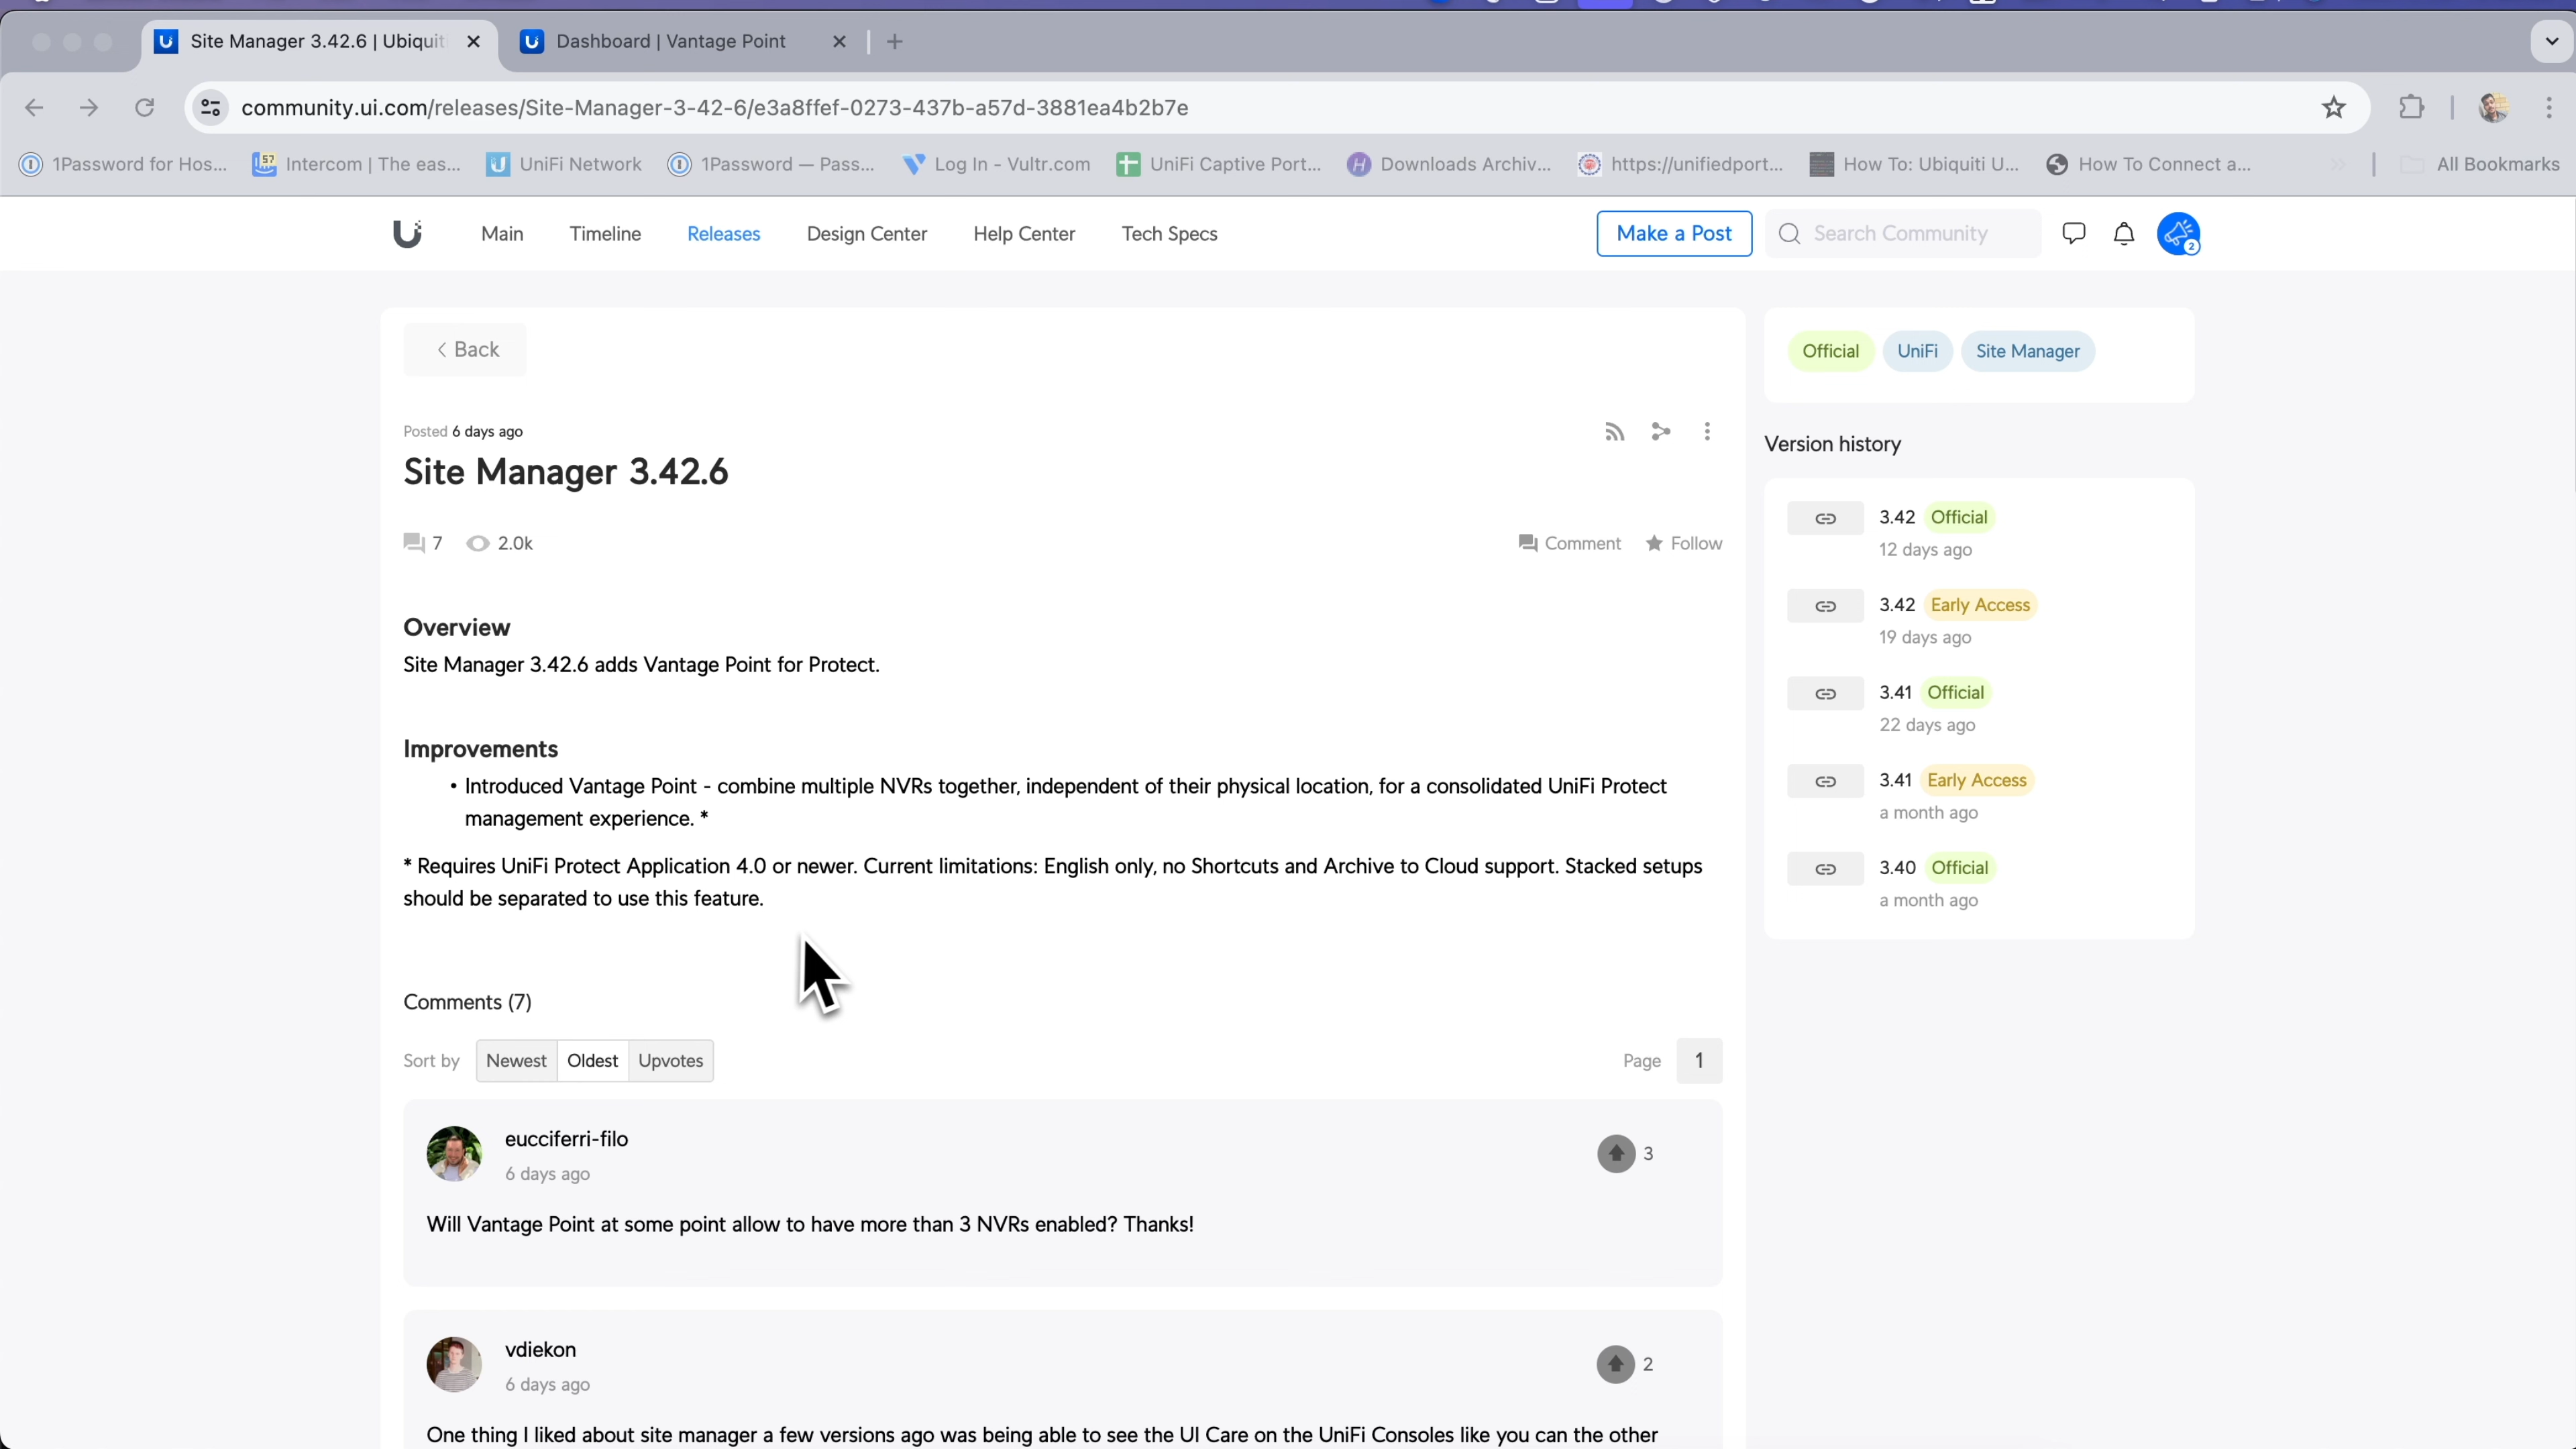 Site Manager 3.42.6 | Ubiquit
Dashboard | Vantage Point
community.ui.com/releases/Site-Manager-3-42-6/e3a8ffef-0273-437b-a57d-3881ea4b2b7e
1Password for Hos...
Intercom | The eas...
UniFi Network
1Password — Pass...
Log In - Vultr.com
UniFi Captive Port...
Downloads Archiv...
https://unifiedport...
How To: Ubiquiti U...
How To Connect a...
All Bookmarks
Main
Timeline
Releases
Design Center
Help Center
Tech Specs
Make a Post
Search Community
2
Back
Posted 6 days ago
Site Manager 3.42.6
7
2.0k
Comment
Follow
Overview
Site Manager 3.42.6 adds Vantage Point for Protect.
Improvements
• Introduced Vantage Point - combine multiple NVRs together, independent of their physical location, for a consolidated UniFi Protect
management experience. *
* Requires UniFi Protect Application 4.0 or newer. Current limitations: English only, no Shortcuts and Archive to Cloud support. Stacked setups
should be separated to use this feature.
Comments (7)
Sort by
Newest
Oldest
Upvotes
Page
1
eucciferri-filo
6 days ago
3
Will Vantage Point at some point allow to have more than 3 NVRs enabled? Thanks!
vdiekon
6 days ago
2
One thing I liked about site manager a few versions ago was being able to see the UI Care on the UniFi Consoles like you can the other
Official
UniFi
Site Manager
Version history
3.42 Official
12 days ago
3.42 Early Access
19 days ago
3.41 Official
22 days ago
3.41 Early Access
a month ago
3.40 Official
a month ago